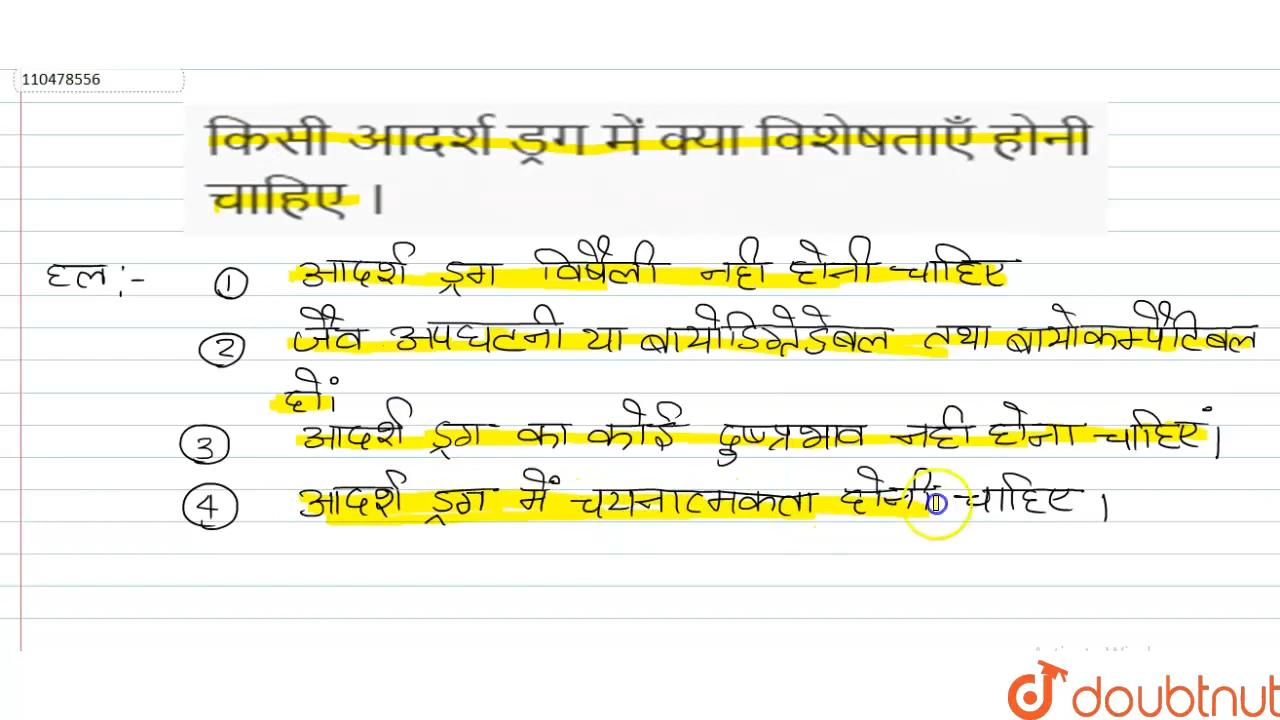 110478556
किसी आदर्श ड्रग में क्या विशेषताएँ होनी
चाहिए ।
हल :- ① आदर्श ड्रग विषैली नही होनी चाहिए
② जैव अपघटनी या बायोडिग्रेडेबल तथा बायोकम्पैटिबल
हो।
③ आदर्श ड्रग का कोई दुष्प्रभाव नही होना चाहिएं।
④ आदर्श ड्रग में चयनात्मकता होनी चाहिए ।
doubtnut